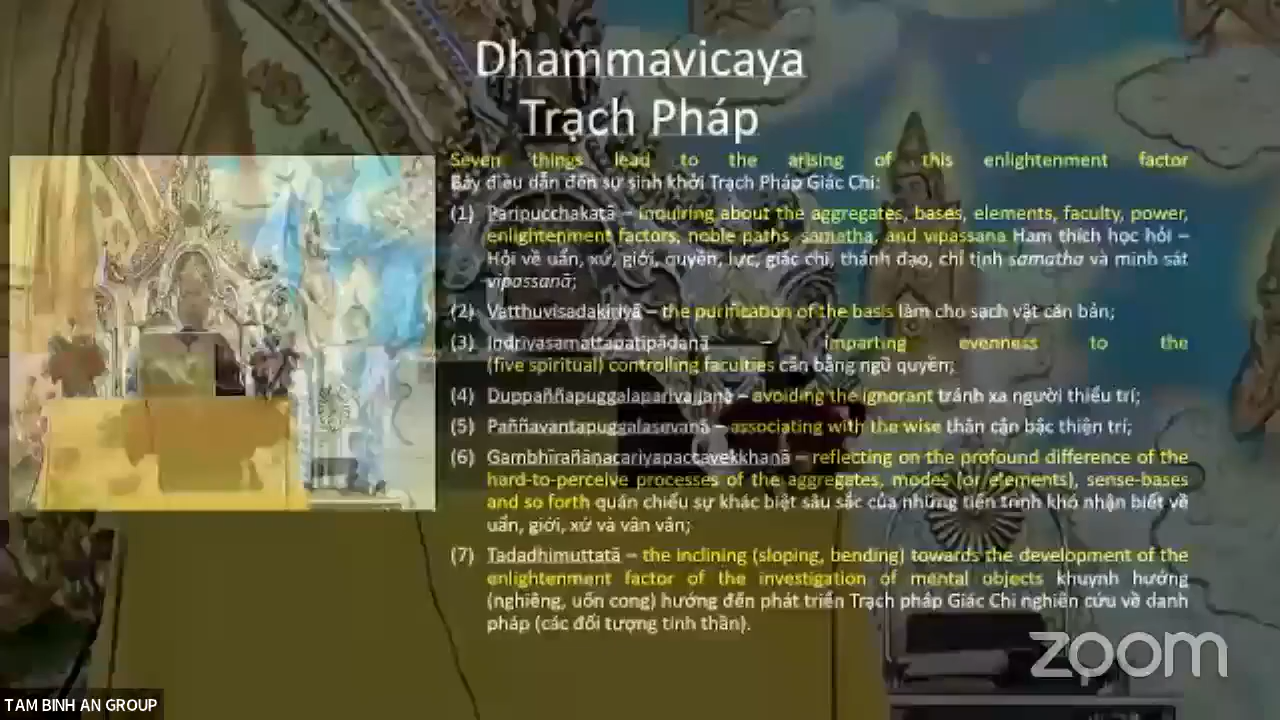 Dhammavicaya
Trạch Pháp
Seven things lead to the arising of this enlightenment factor
Bảy điều dẫn đến sự sinh khởi Trạch Pháp Giác Chi:
(1) Paripucchakatā – inquiring about the aggregates, bases, elements, faculty, power,
enlightenment factors, noble paths, samatha, and vipassana Ham thích học hỏi –
Hỏi về uẩn, xứ, giới, quyền, lực, giác chi, thánh đạo, chỉ tịnh samatha và minh sát
vipassanā;
(2) Vatthuvisadakiriyā – the purification of the basis làm cho sạch vật căn bản;
(3) Indriyasamattapaṭipādanā – imparting evenness to the
(five spiritual) controlling faculties cân bằng ngũ quyền;
(4) Duppaññapuggalaparivajjanā – avoiding the ignorant tránh xa người thiểu trí;
(5) Paññavantapuggalasevanā – associating with the wise thân cận bậc thiện trí;
(6) Gambhīrañāṇacariyapaccavekkhaṇā – reflecting on the profound difference of the
hard-to-perceive processes of the aggregates, modes (or elements), sense-bases
and so forth quán chiếu sự khác biệt sâu sắc của những tiến trình khó nhận biết về
uẩn, giới, xứ và vân vân;
(7) Tadadhimuttatā – the inclining (sloping, bending) towards the development of the
enlightenment factor of the investigation of mental objects khuynh hướng
(nghiêng, uốn cong) hướng đến phát triển Trạch pháp Giác Chi nghiên cứu về danh
pháp (các đối tượng tinh thần).
zoom
TAM BINH AN GROUP